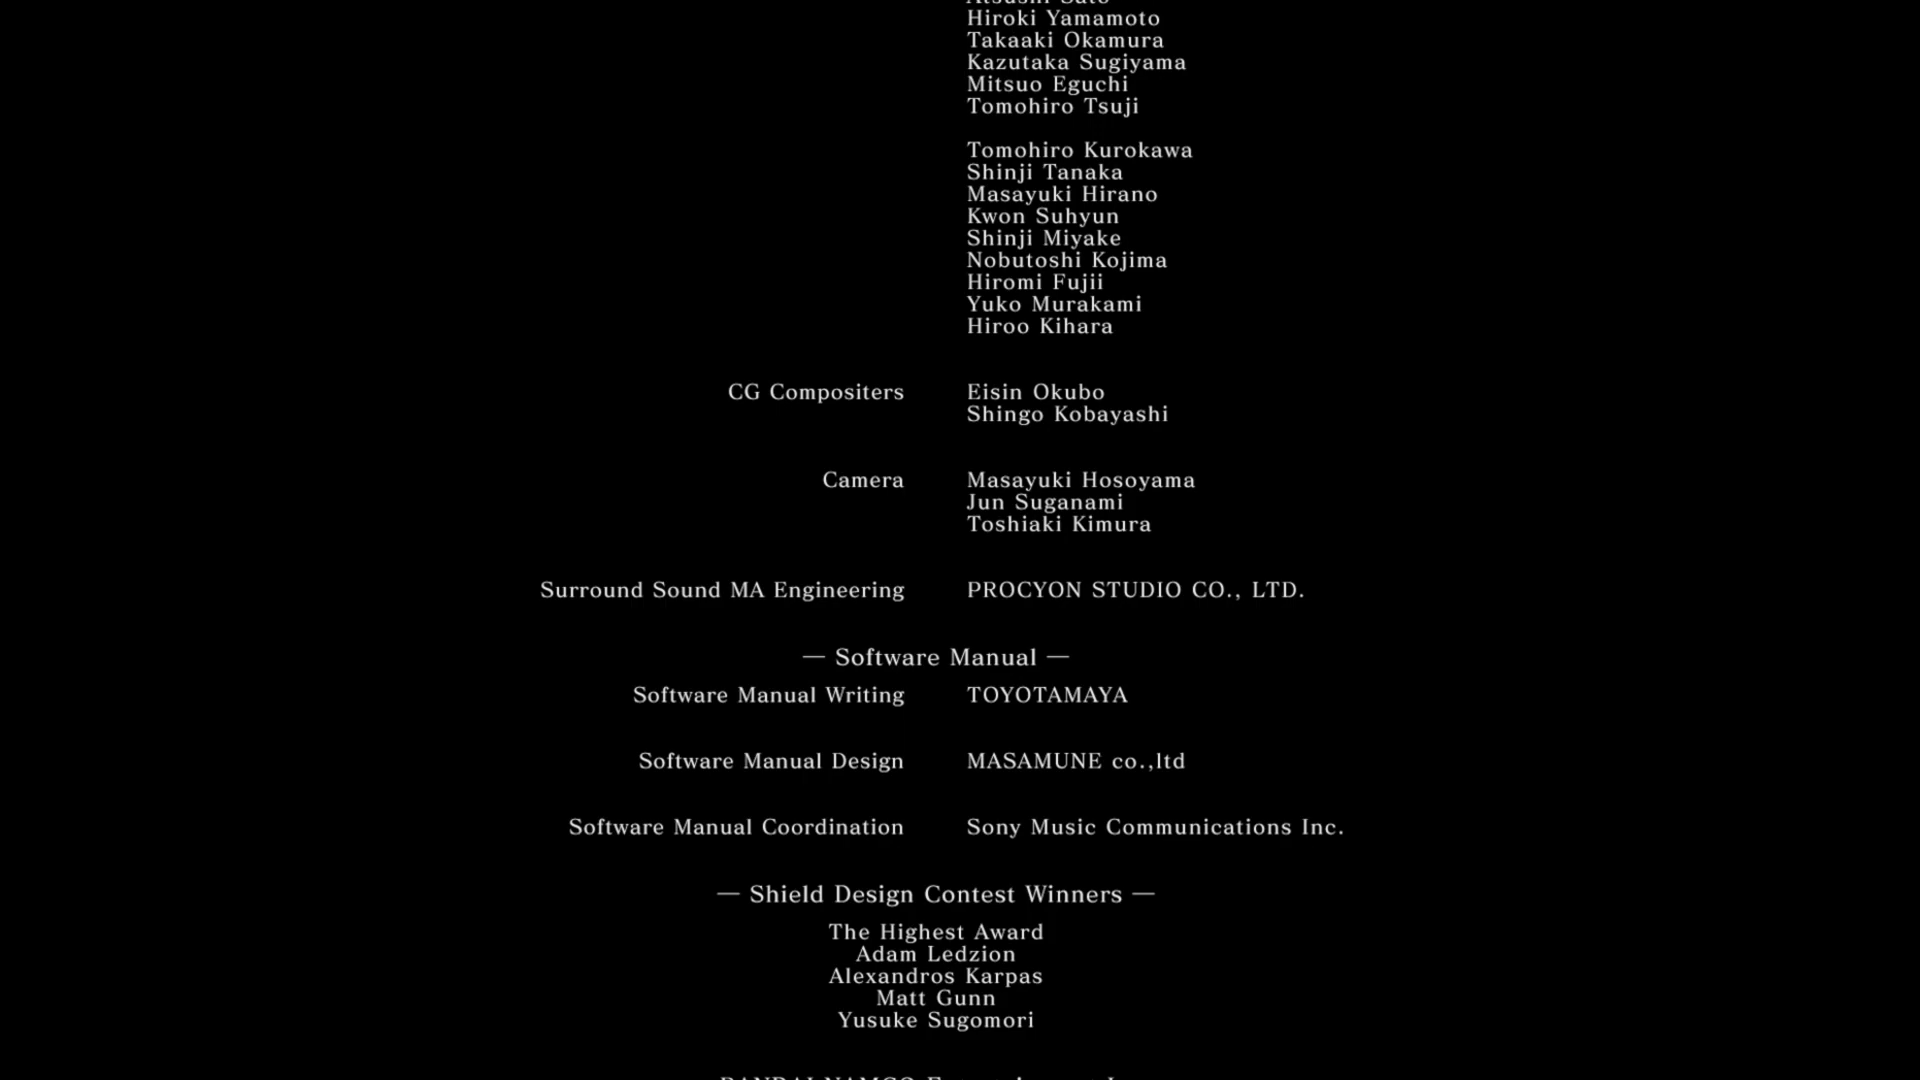 Atsushi Sato
Hiroki Yamamoto
Takaaki Okamura
Kazutaka Sugiyama
Mitsuo Eguchi
Tomohiro Tsuji
Tomohiro Kurokawa
Shinji Tanaka
Masayuki Hirano
Kwon Suhyun
Shinji Miyake
Nobutoshi Kojima
Hiromi Fujii
Yuko Murakami
Hiroo Kihara
CG Compositers Eisin Okubo
Shingo Kobayashi
Camera Masayuki Hosoyama
Jun Suganami
Toshiaki Kimura
Surround Sound MA Engineering PROCYON STUDIO CO., LTD.
— Software Manual —
Software Manual Writing TOYOTAMAYA
Software Manual Design MASAMUNE co.,ltd
Software Manual Coordination Sony Music Communications Inc.
— Shield Design Contest Winners —
The Highest Award
Adam Ledzion
Alexandros Karpas
Matt Gunn
Yusuke Sugomori
BANDAI NAMCO